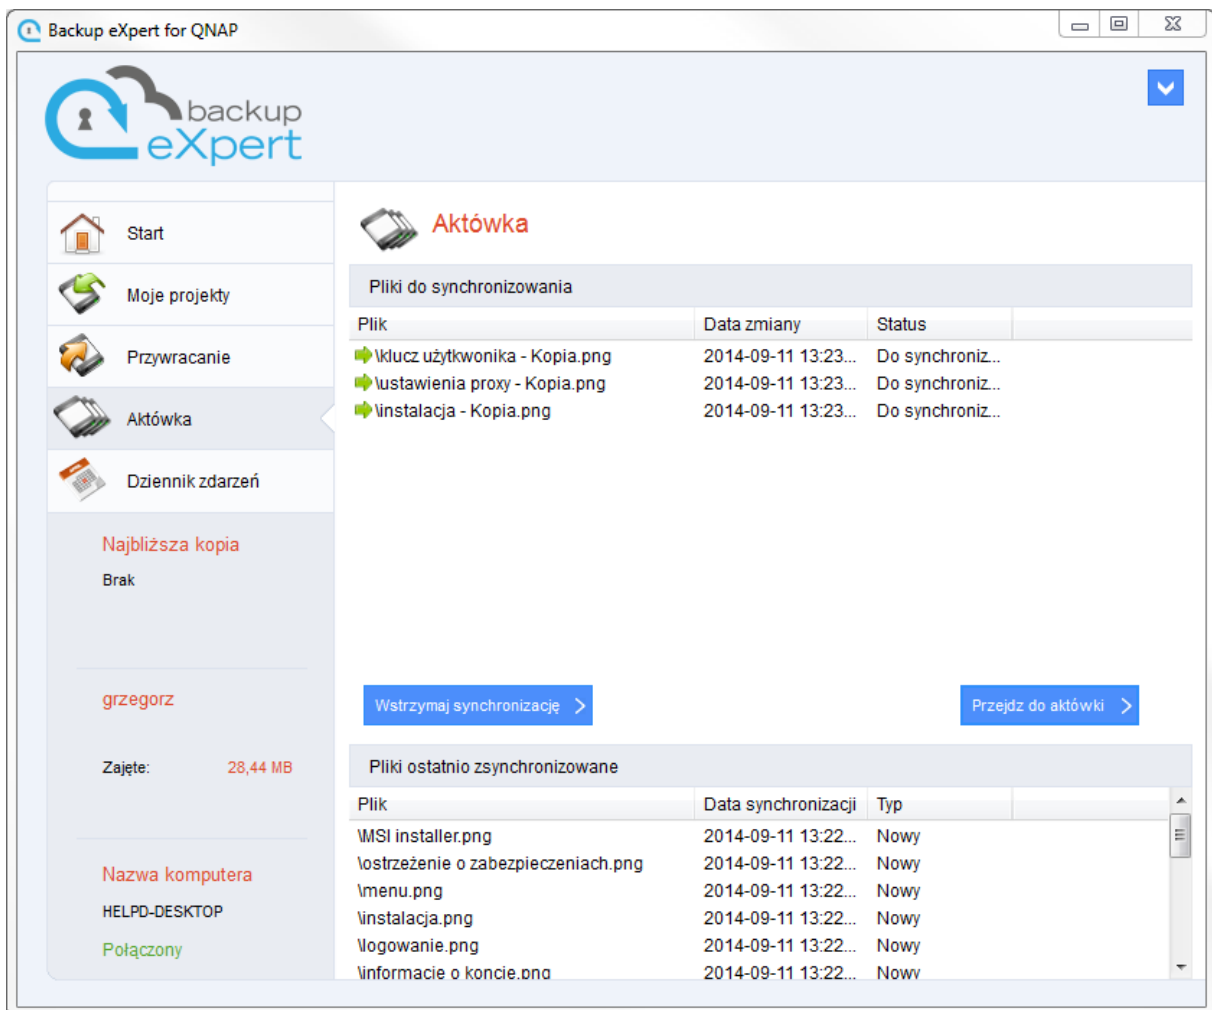 Backup eXpert for QNAP
backup
eXpert
Start
Moje projekty
Przywracanie
Aktówka
Dziennik zdarzeń
Najbliższa kopia
Brak
grzegorz
Zajęte: 28,44 MB
Nazwa komputera
HELPD-DESKTOP
Połączony
Aktówka
Pliki do synchronizowania
Plik Data zmiany Status
\klucz użytkwonika - Kopia.png 2014-09-11 13:23... Do synchroniz...
\ustawienia proxy - Kopia.png 2014-09-11 13:23... Do synchroniz...
\instalacja - Kopia.png 2014-09-11 13:23... Do synchroniz...
Wstrzymaj synchronizację Przejdz do aktówki
Pliki ostatnio zsynchronizowane
Plik Data synchronizacji Typ
\MSI installer.png 2014-09-11 13:22... Nowy
\ostrzeżenie o zabezpieczeniach.png 2014-09-11 13:22... Nowy
\menu.png 2014-09-11 13:22... Nowy
\instalacja.png 2014-09-11 13:22... Nowy
\logowanie.png 2014-09-11 13:22... Nowy
\informacje o koncie.png 2014-09-11 13:22... Nowy